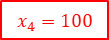 x₄ = 100